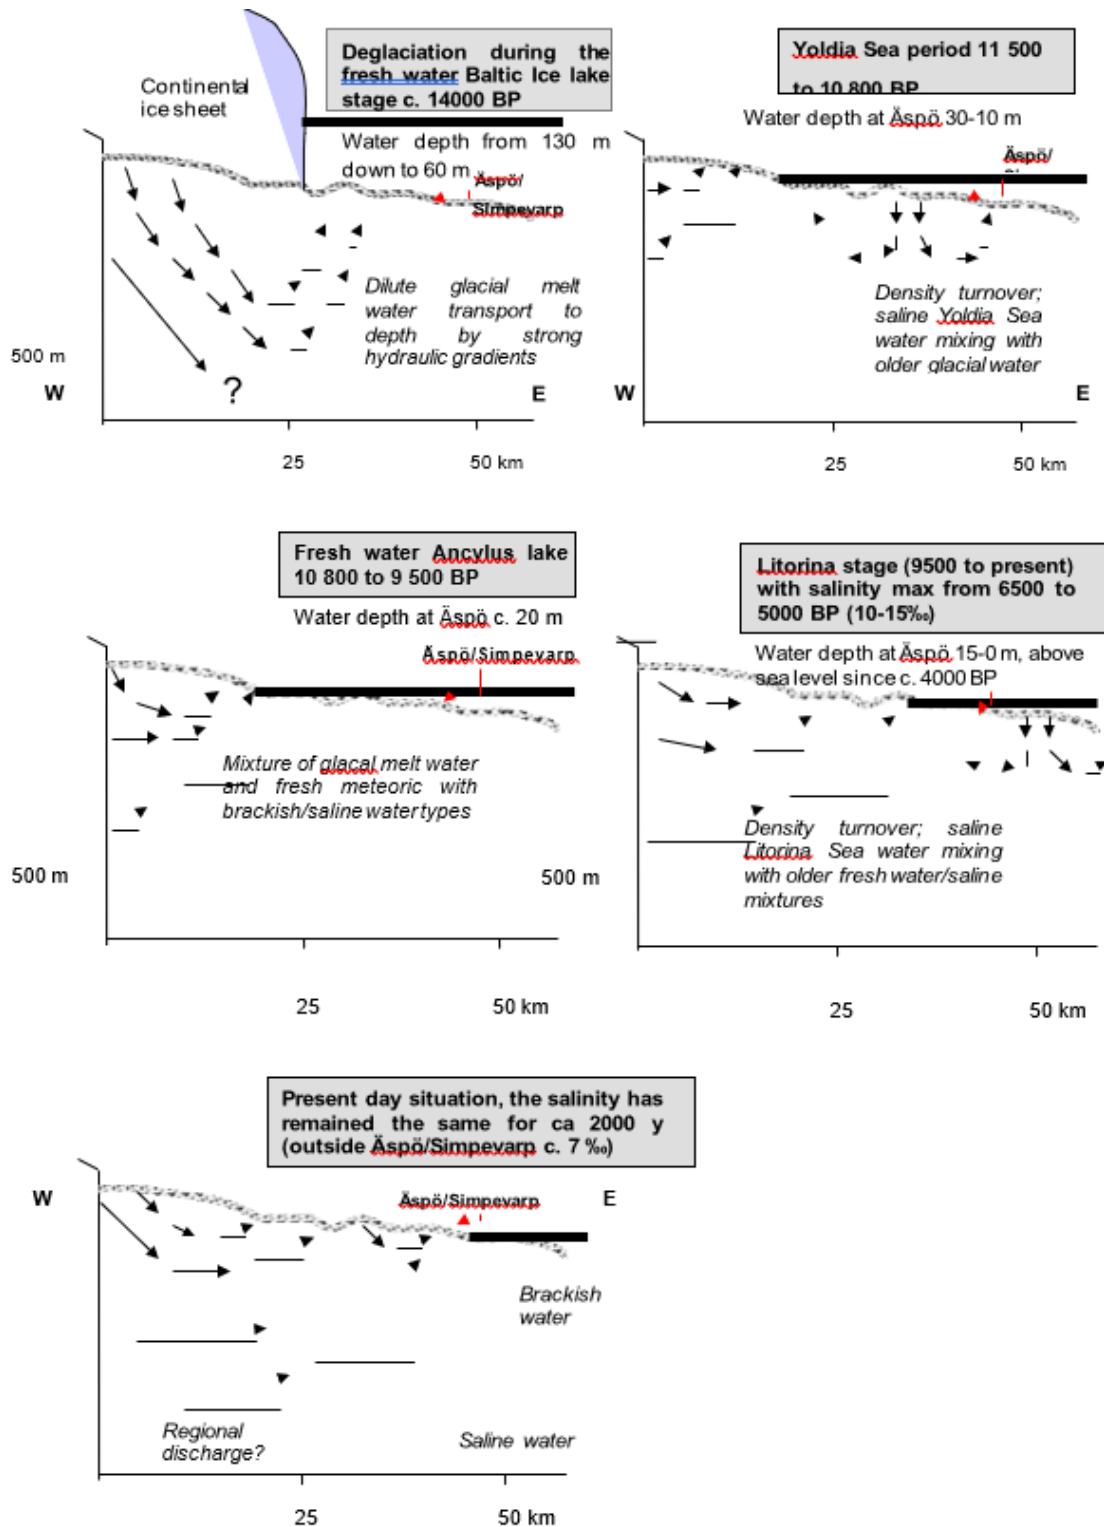 Deglaciation during the
fresh water Baltic Ice lake
stage c. 14000 BP
Continental
ice sheet
Water depth from 130 m
down to 60 m
Äspö/
Simpevarp
Dilute glacial melt
water transport to
depth by strong
hydraulic gradients
500 m
W
?
25
50 km
Yoldia Sea period 11 500
to 10 800 BP
Water depth at Äspö 30-10 m
Äspö/
Density turnover;
saline Yoldia Sea
water mixing with
older glacial water
W
E
25
50 km
Fresh water Ancylus lake
10 800 to 9 500 BP
Water depth at Äspö c. 20 m
Äspö/Simpevarp
Mixture of glacal melt water
and fresh meteoric with
brackish/saline water types
500 m
25
50 km
Litorina stage (9500 to present)
with salinity max from 6500 to
5000 BP (10-15‰)
Water depth at Äspö 15-0 m, above
sea level since c. 4000 BP
500 m
Density turnover; saline
Litorina Sea water mixing
with older fresh water/saline
mixtures
25
50 km
Present day situation, the salinity has
remained the same for ca 2000 y
(outside Äspö/Simpevarp c. 7 ‰)
W
Äspö/Simpevarp
E
Brackish
water
Regional
discharge?
Saline water
25
50 km